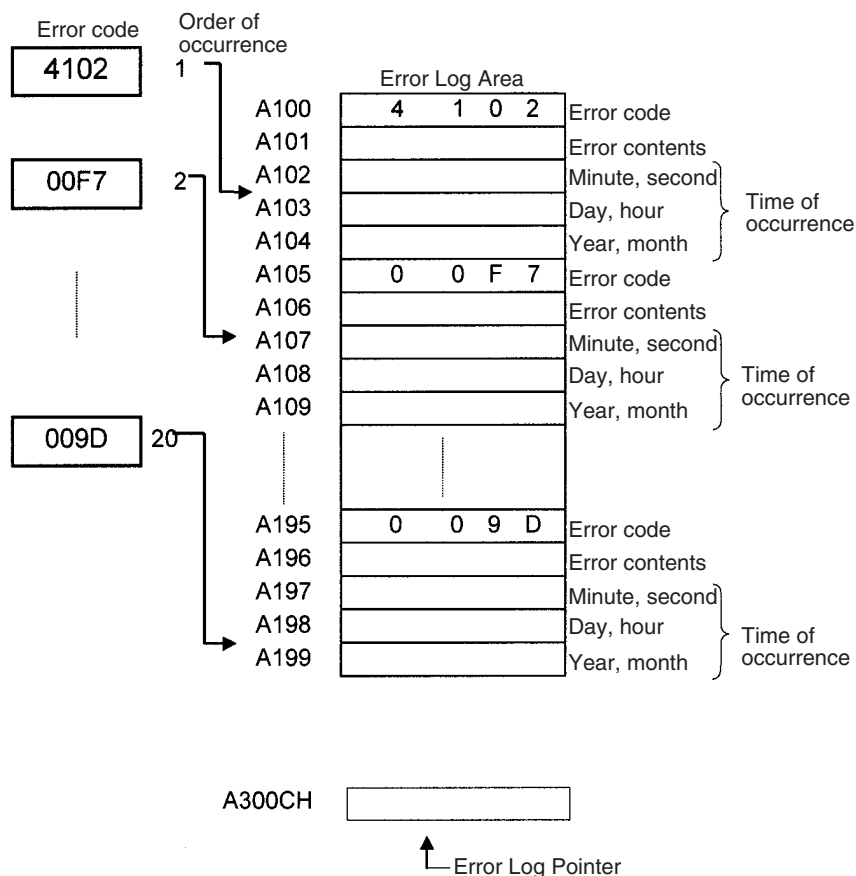 Error code
Order of
occurrence
4102
1
Error Log Area
A100 4 1 0 2 Error code
A101 Error contents
00F7
2
A102 Minute, second
A103 Day, hour
A104 Year, month
Time of
occurrence
A105 0 0 F 7 Error code
A106 Error contents
A107 Minute, second
A108 Day, hour
A109 Year, month
Time of
occurrence
009D
20
A195 0 0 9 D Error code
A196 Error contents
A197 Minute, second
A198 Day, hour
A199 Year, month
Time of
occurrence
A300CH
Error Log Pointer